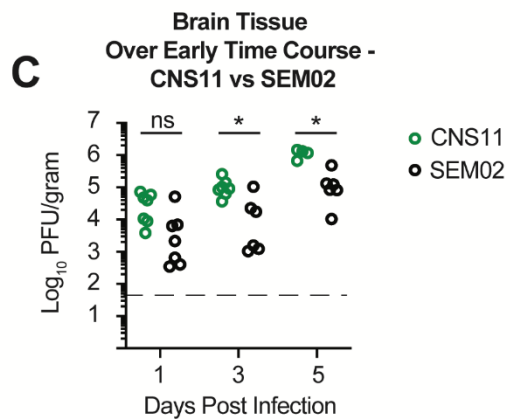 C
Brain Tissue
Over Early Time Course -
CNS11 vs SEM02
Log10 PFU/gram
7
6
5
4
3
2
1
ns
*
*
CNS11
SEM02
1
3
5
Days Post Infection